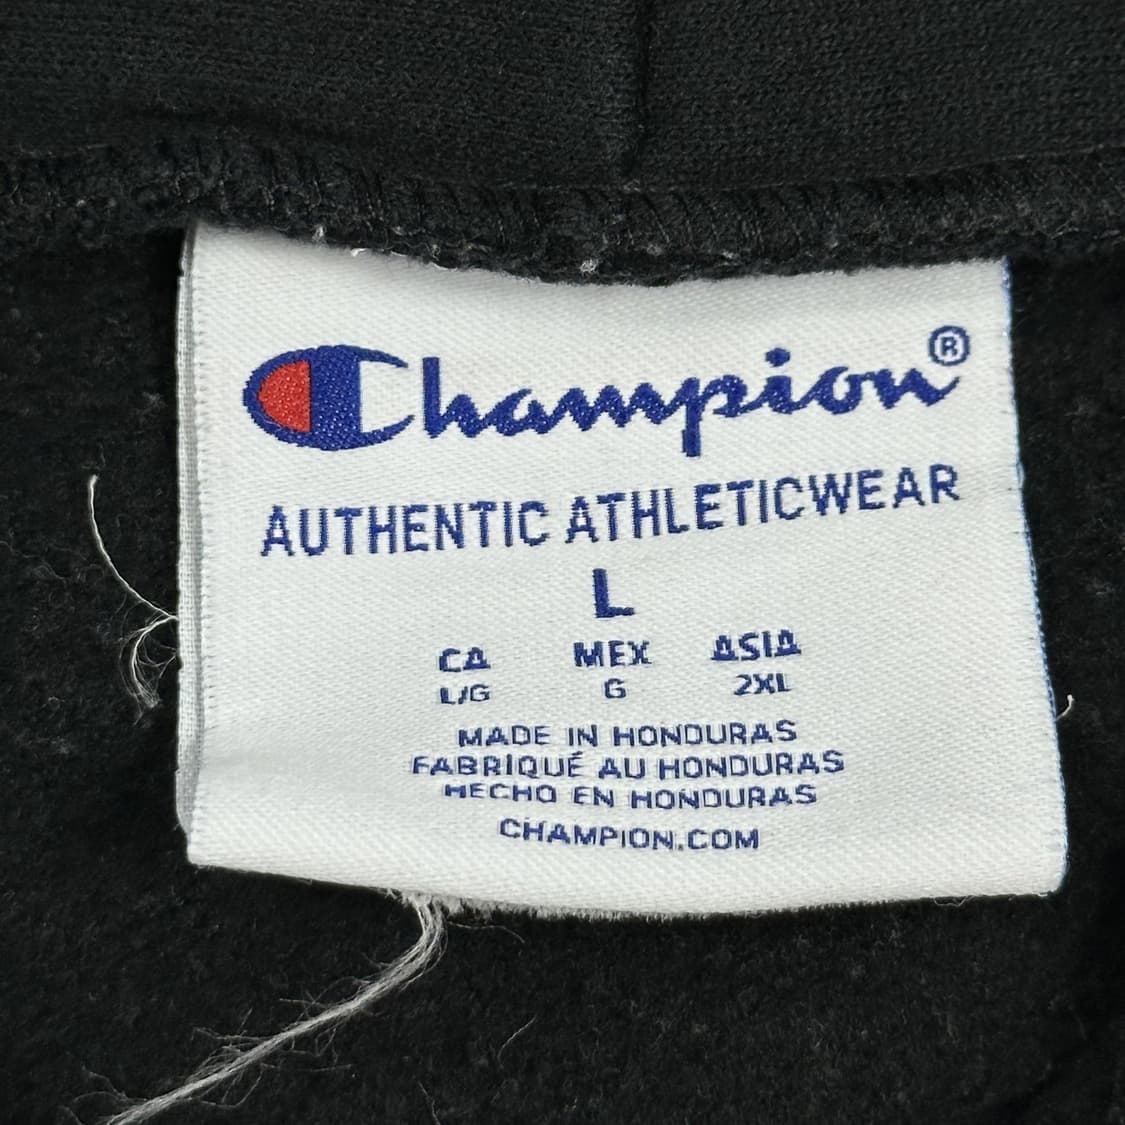 Champion®
AUTHENTIC ATHLETICWEAR
L
CA MEX ASIA
L/G G 2XL
MADE IN HONDURAS
FABRIQUÉ AU HONDURAS
HECHO EN HONDURAS
CHAMPION.COM